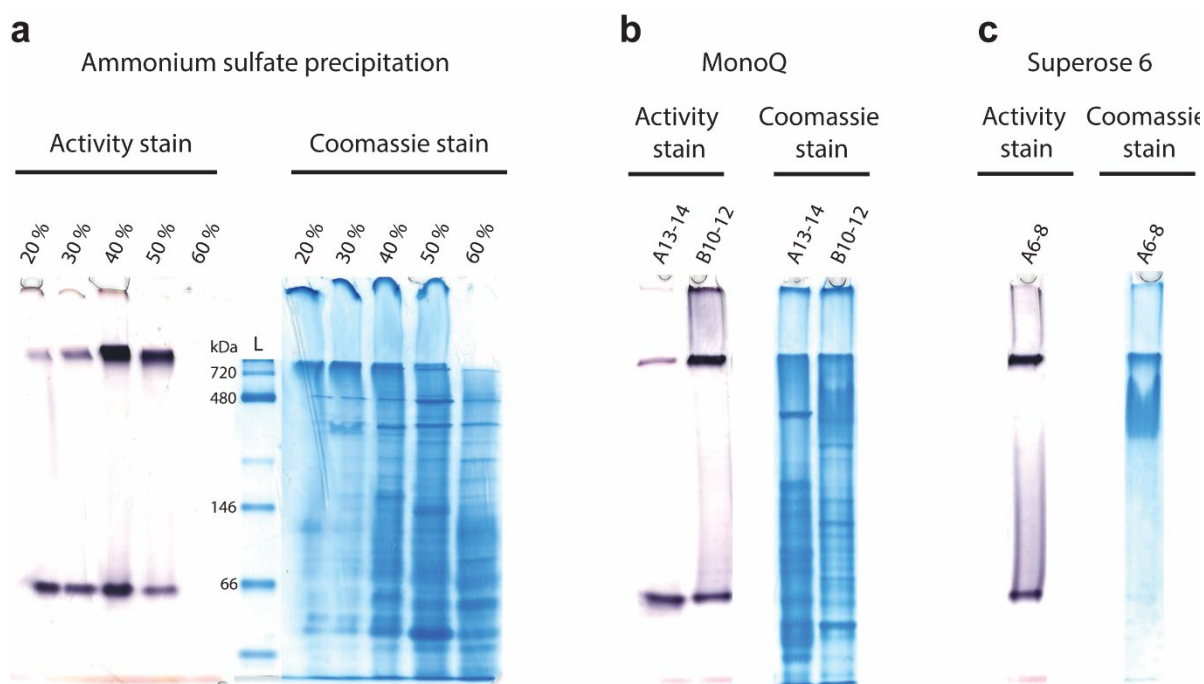 a
Ammonium sulfate precipitation
Activity stain
Coomassie stain
20 %
30 %
40 %
50 %
60 %
20 %
30 %
40 %
50 %
60 %
kDa
L
720
480
146
66
b
MonoQ
Activity
stain
Coomassie
stain
A13-14
B10-12
A13-14
B10-12
c
Superose 6
Activity
stain
Coomassie
stain
A6-8
A6-8